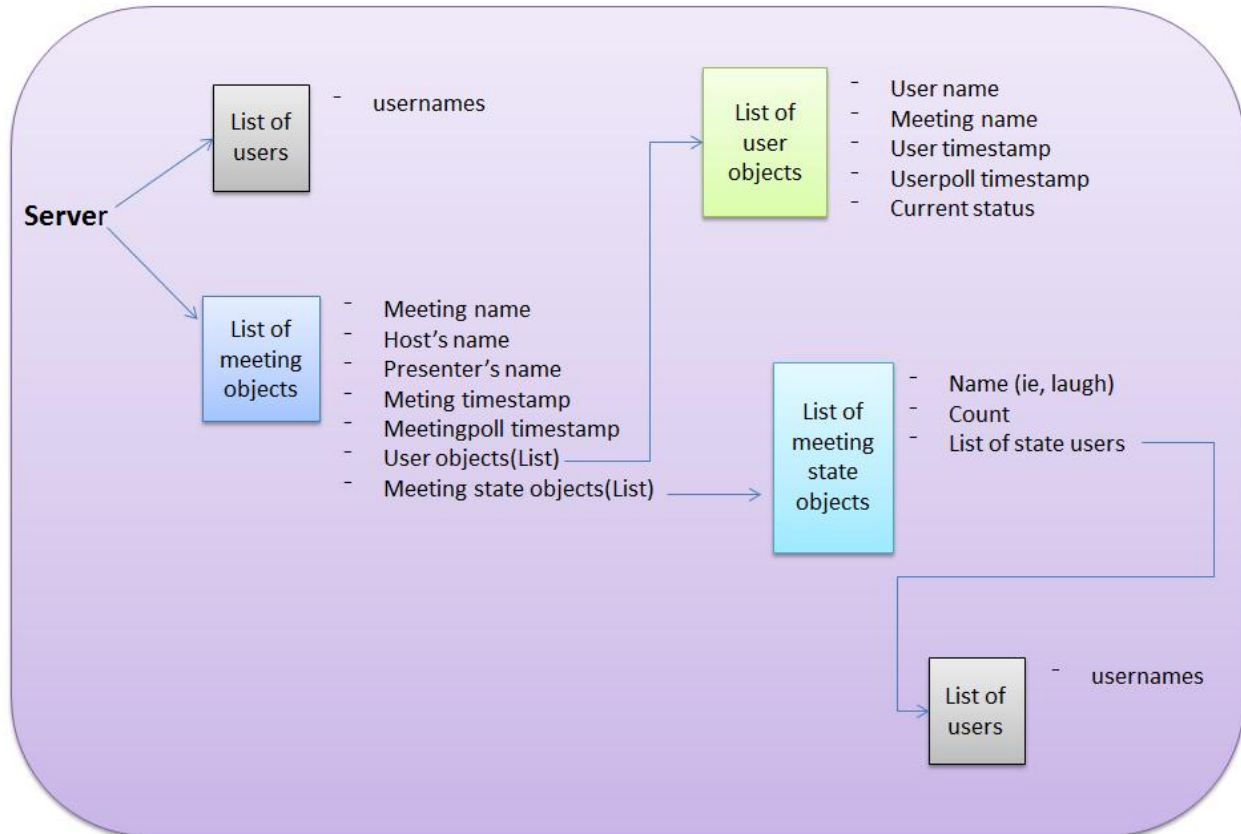 List of
users
- usernames
Server
List of
meeting
objects
- Meeting name
- Host’s name
- Presenter’s name
- Meting timestamp
- Meetingpoll timestamp
- User objects(List)
- Meeting state objects(List)
List of
user
objects
- User name
- Meeting name
- User timestamp
- Userpoll timestamp
- Current status
List of
meeting
state
objects
- Name (ie, laugh)
- Count
- List of state users
List of
users
- usernames